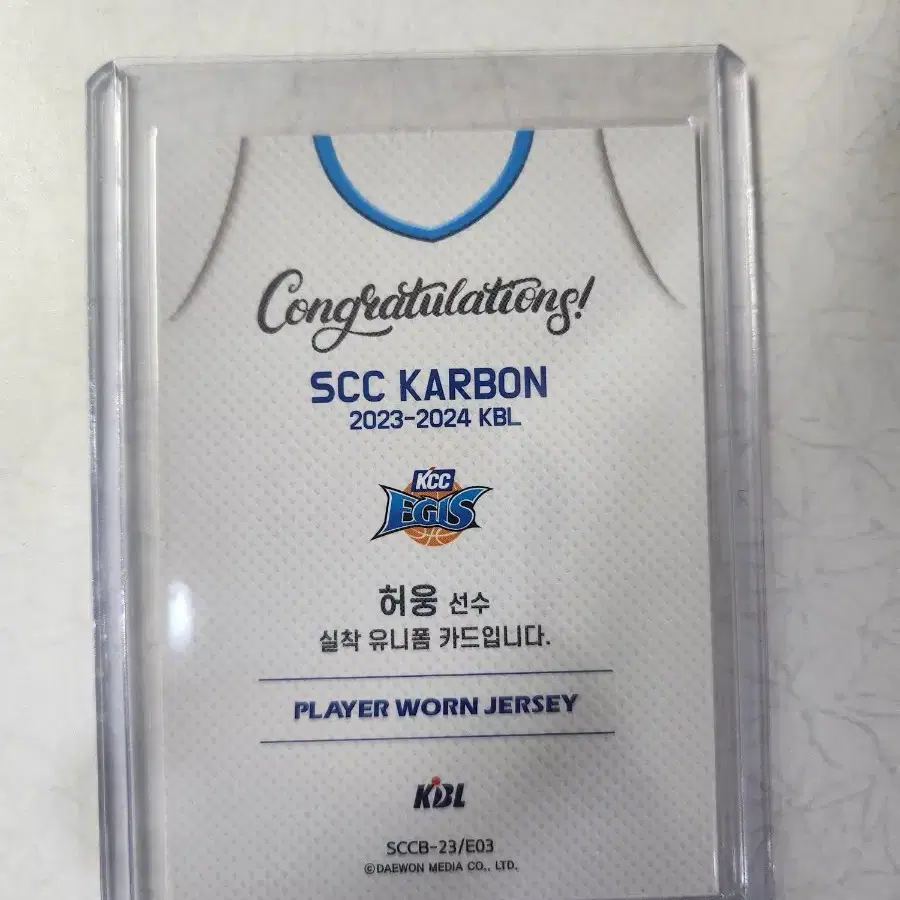 Congratulations!
SCC KARBON
2023-2024 KBL
KCC
EGIS
허웅 선수
실착 유니폼 카드입니다.
PLAYER WORN JERSEY
KBL
SCCB-23/E03
©DAEWON MEDIA CO., LTD.